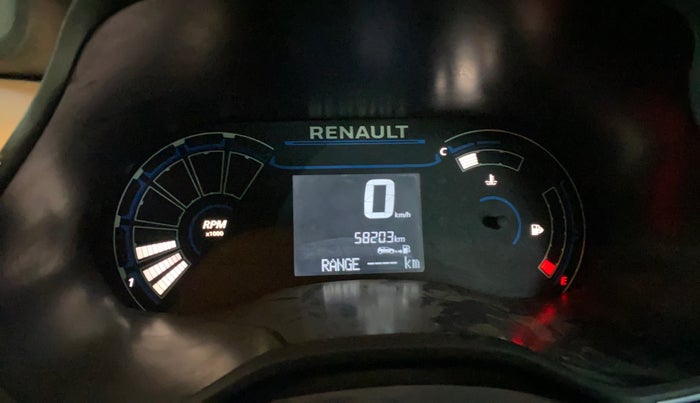 RENAULT
C
0 km/h
RPM
x1000
58203 km
1
RANGE ---- km
E